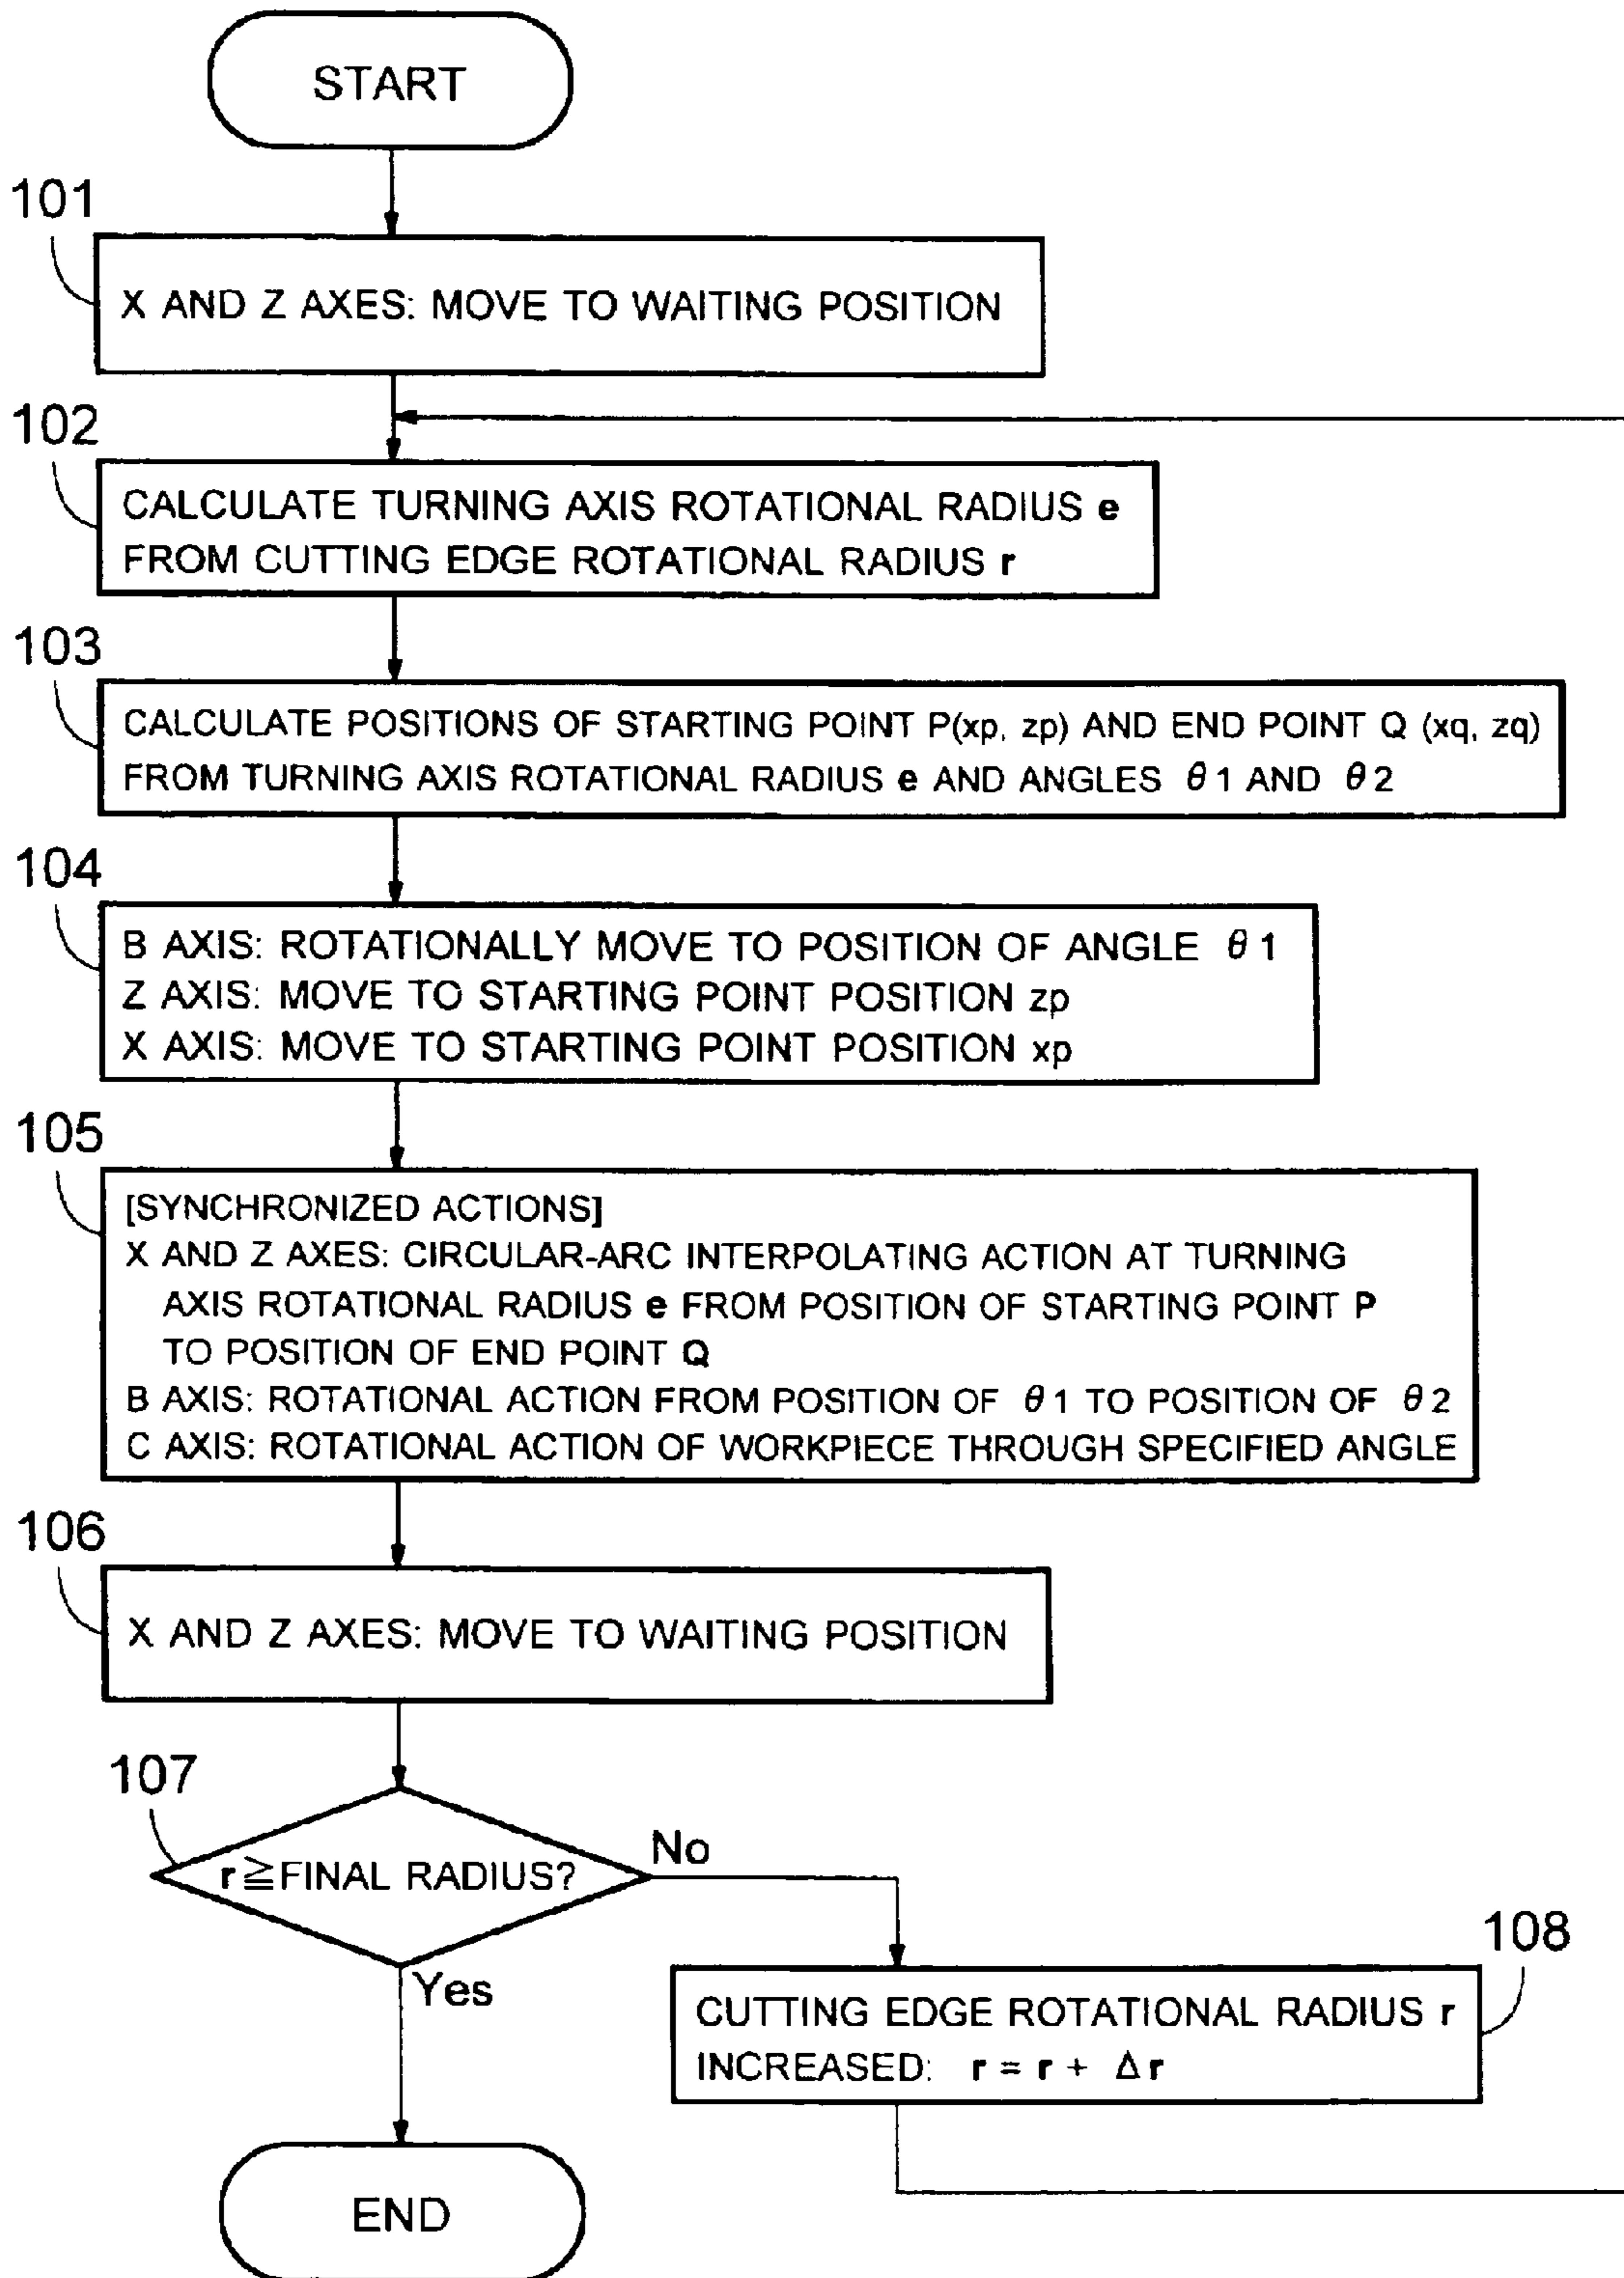 START
101
X AND Z AXES: MOVE TO WAITING POSITION
102
CALCULATE TURNING AXIS ROTATIONAL RADIUS e
FROM CUTTING EDGE ROTATIONAL RADIUS r
103
CALCULATE POSITIONS OF STARTING POINT P(xp, zp) AND END POINT Q (xq, zq)
FROM TURNING AXIS ROTATIONAL RADIUS e AND ANGLES θ1 AND θ2
104
B AXIS: ROTATIONALLY MOVE TO POSITION OF ANGLE θ1
Z AXIS: MOVE TO STARTING POINT POSITION zp
X AXIS: MOVE TO STARTING POINT POSITION xp
105
[SYNCHRONIZED ACTIONS]
X AND Z AXES: CIRCULAR-ARC INTERPOLATING ACTION AT TURNING
AXIS ROTATIONAL RADIUS e FROM POSITION OF STARTING POINT P
TO POSITION OF END POINT Q
B AXIS: ROTATIONAL ACTION FROM POSITION OF θ1 TO POSITION OF θ2
C AXIS: ROTATIONAL ACTION OF WORKPIECE THROUGH SPECIFIED ANGLE
106
X AND Z AXES: MOVE TO WAITING POSITION
107
r≧FINAL RADIUS?
No
Yes
108
CUTTING EDGE ROTATIONAL RADIUS r
INCREASED: r = r + Δr
END